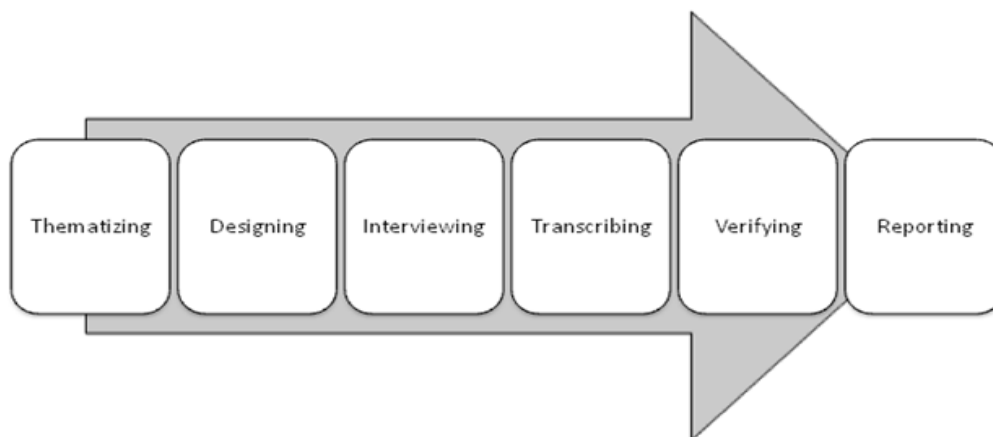 Thematizing
Designing
Interviewing
Transcribing
Verifying
Reporting